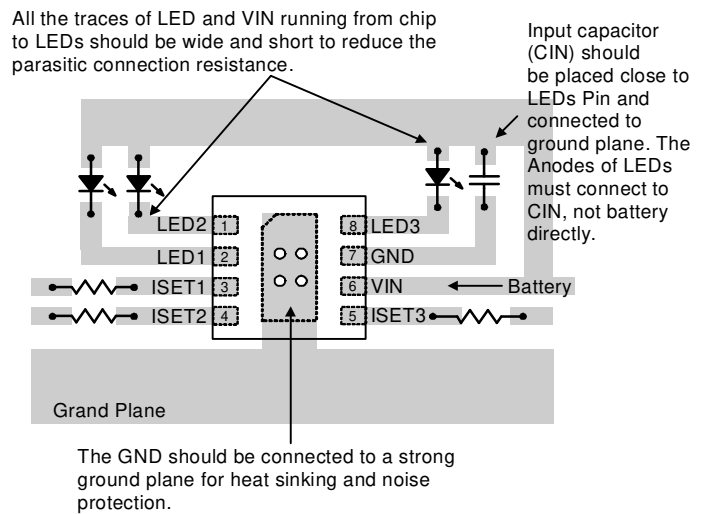 All the traces of LED and VIN running from chip
to LEDs should be wide and short to reduce the
parasitic connection resistance.
Input capacitor
(CIN) should
be placed close to
LEDs Pin and
connected to
ground plane. The
Anodes of LEDs
must connect to
CIN, not battery
directly.
LED2 1
8 LED3
LED1 2
7 GND
ISET1 3
6 VIN
Battery
ISET2 4
5 ISET3
Grand Plane
The GND should be connected to a strong
ground plane for heat sinking and noise
protection.